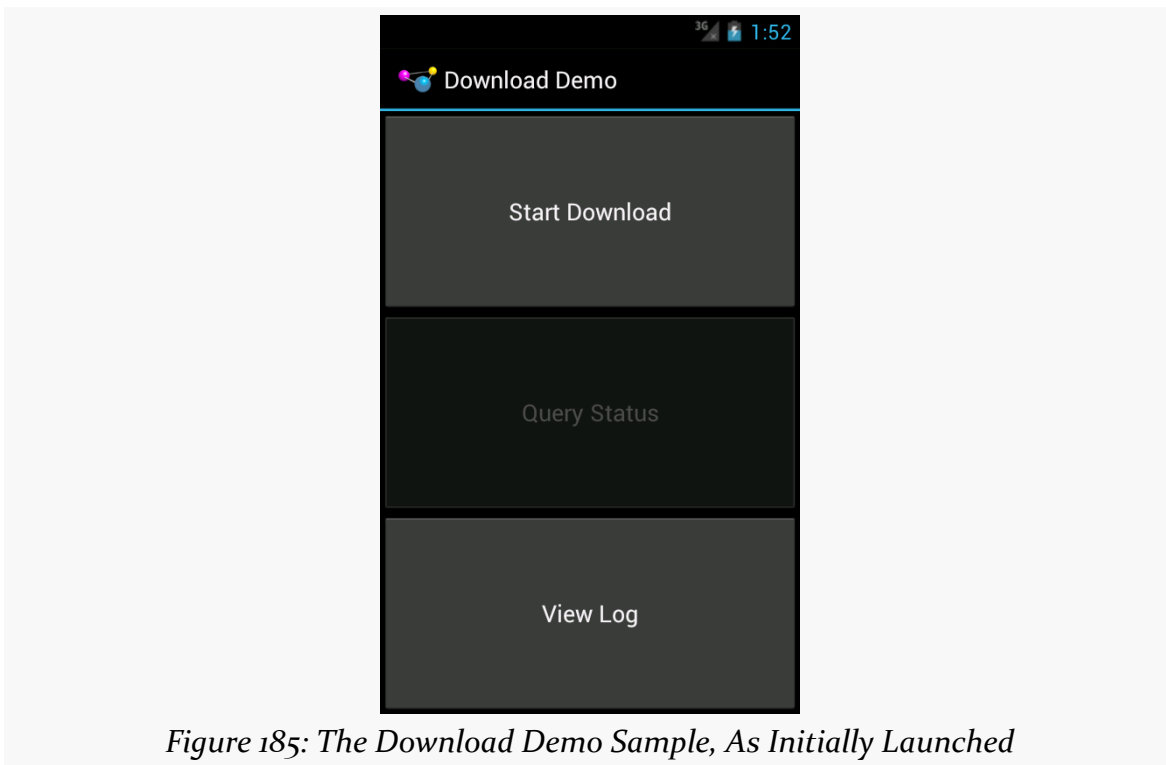 3G 1:52
Download Demo
Start Download
Query Status
View Log
Figure 185: The Download Demo Sample, As Initially Launched